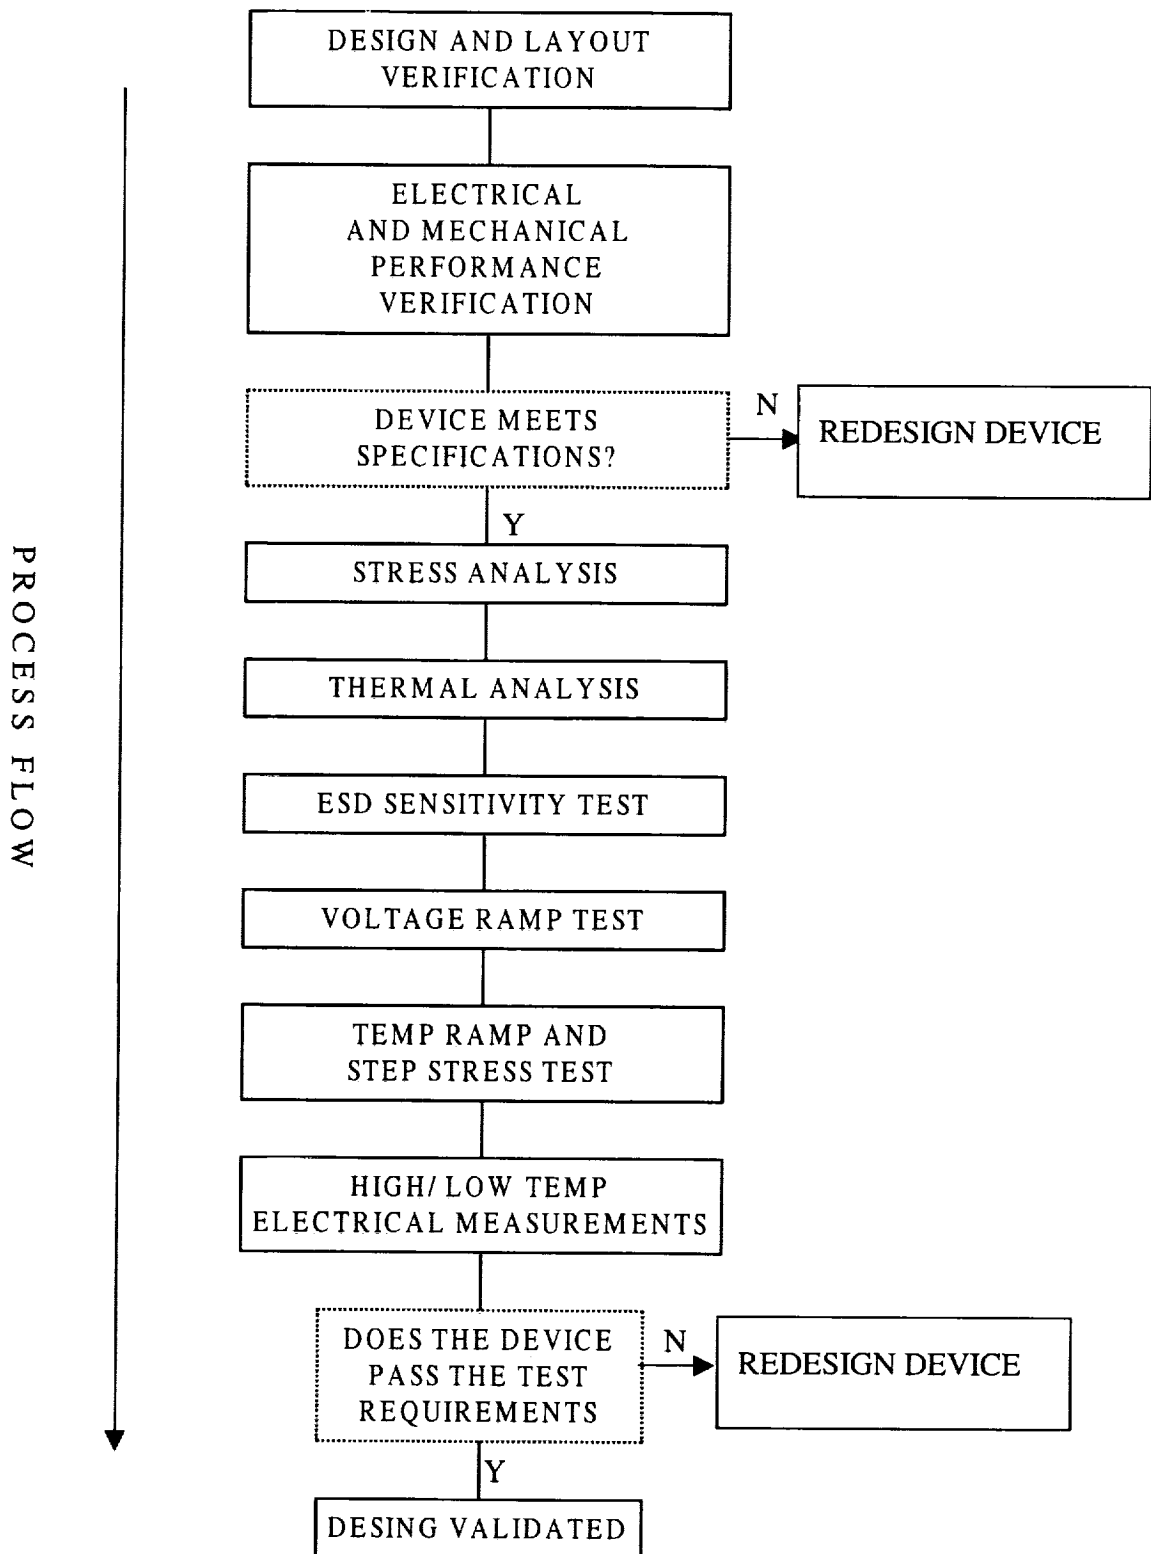 DESIGN AND LAYOUT
VERIFICATION
ELECTRICAL
AND MECHANICAL
PERFORMANCE
VERIFICATION
DEVICE MEETS
SPECIFICATIONS?
N
REDESIGN DEVICE
Y
STRESS ANALYSIS
THERMAL ANALYSIS
ESD SENSITIVITY TEST
VOLTAGE RAMP TEST
TEMP RAMP AND
STEP STRESS TEST
HIGH/ LOW TEMP
ELECTRICAL MEASUREMENTS
DOES THE DEVICE
PASS THE TEST
REQUIREMENTS
N
REDESIGN DEVICE
Y
DESING VALIDATED
PROCESS FLOW